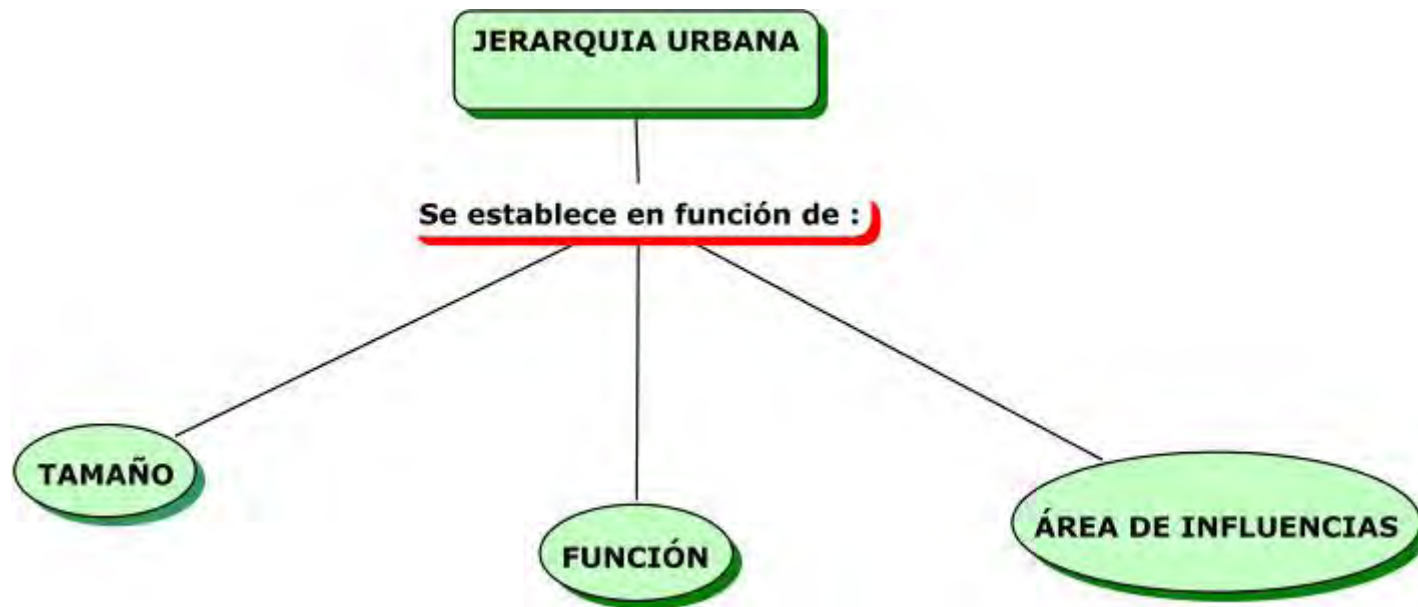 JERARQUIA URBANA
Se establece en función de :
TAMAÑO
FUNCIÓN
ÁREA DE INFLUENCIAS